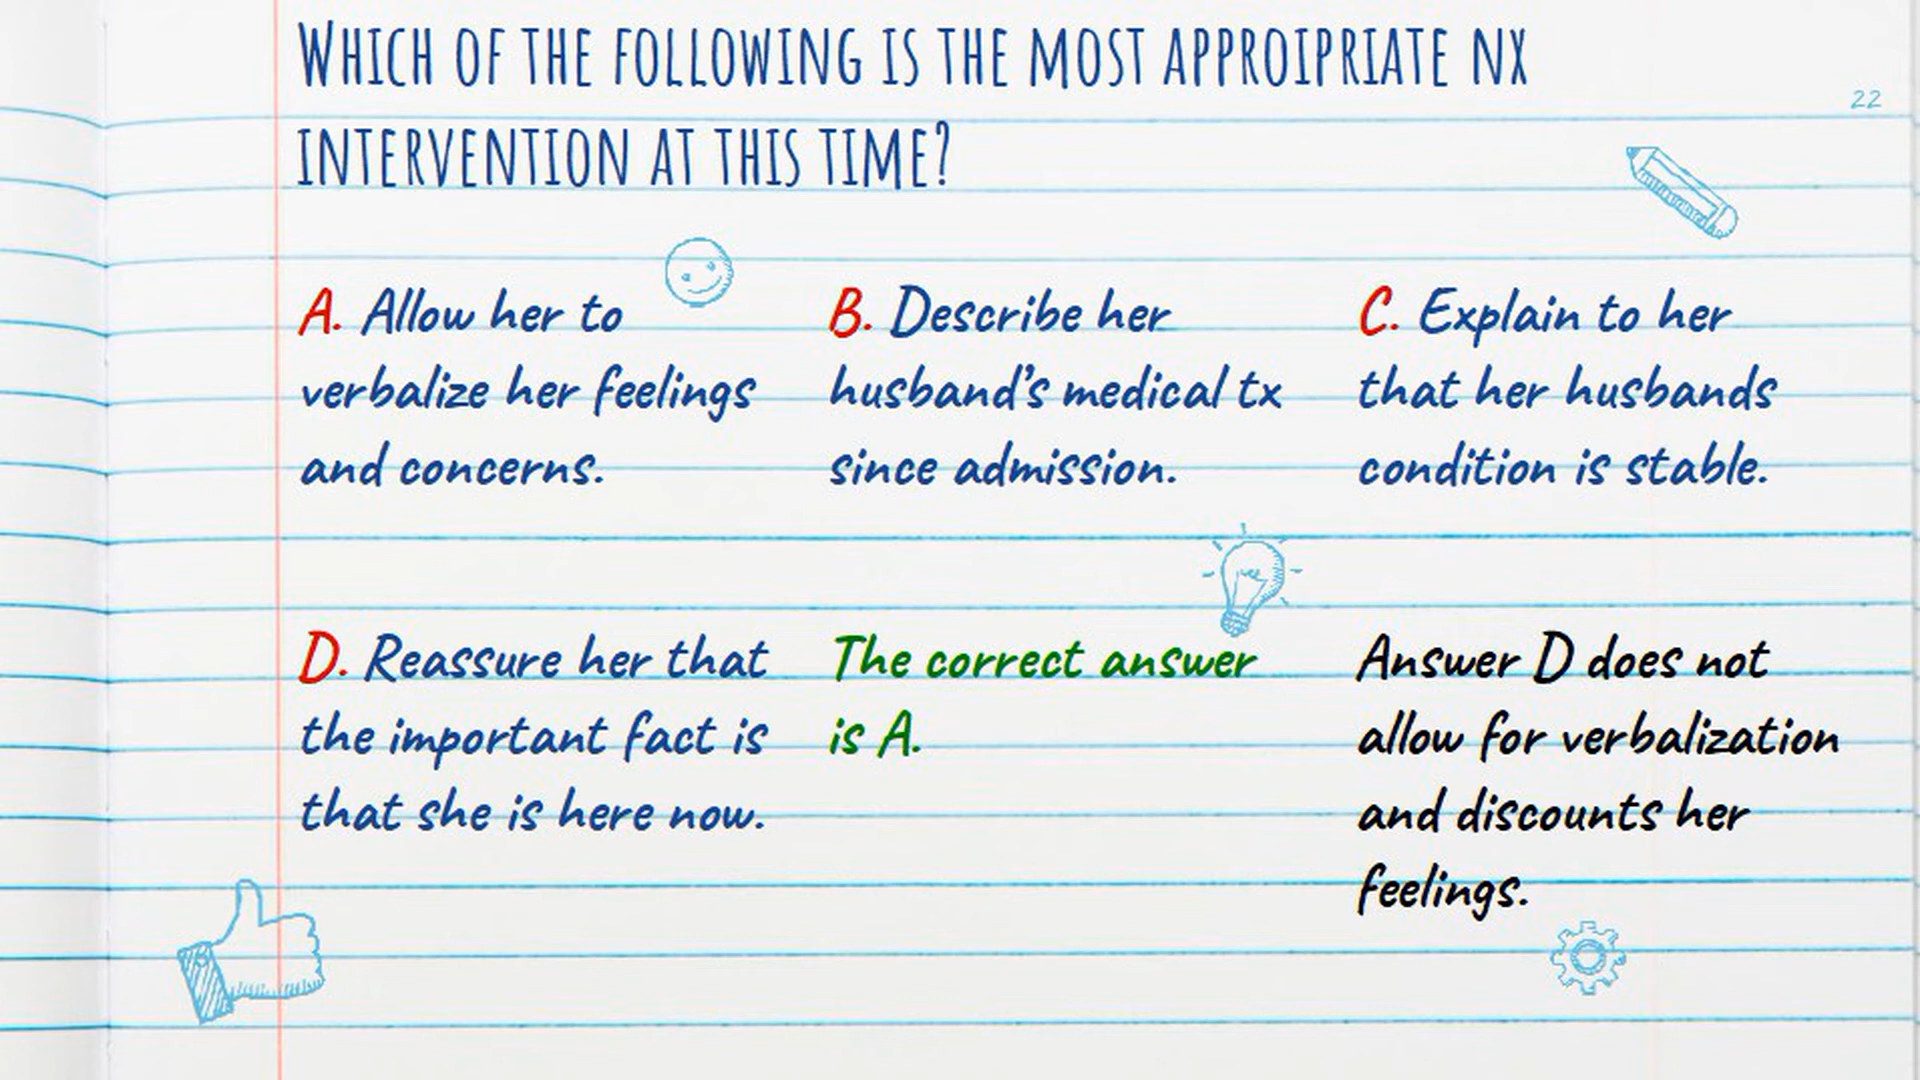 WHICH OF THE FOLLOWING IS THE MOST APPROIPRIATE NX
INTERVENTION AT THIS TIME?
22
A. Allow her to
verbalize her feelings
and concerns.
B. Describe her
husband's medical tx
since admission.
C. Explain to her
that her husbands
condition is stable.
D. Reassure her that
the important fact is
that she is here now.
The correct answer
is A.
Answer D does not
allow for verbalization
and discounts her
feelings.